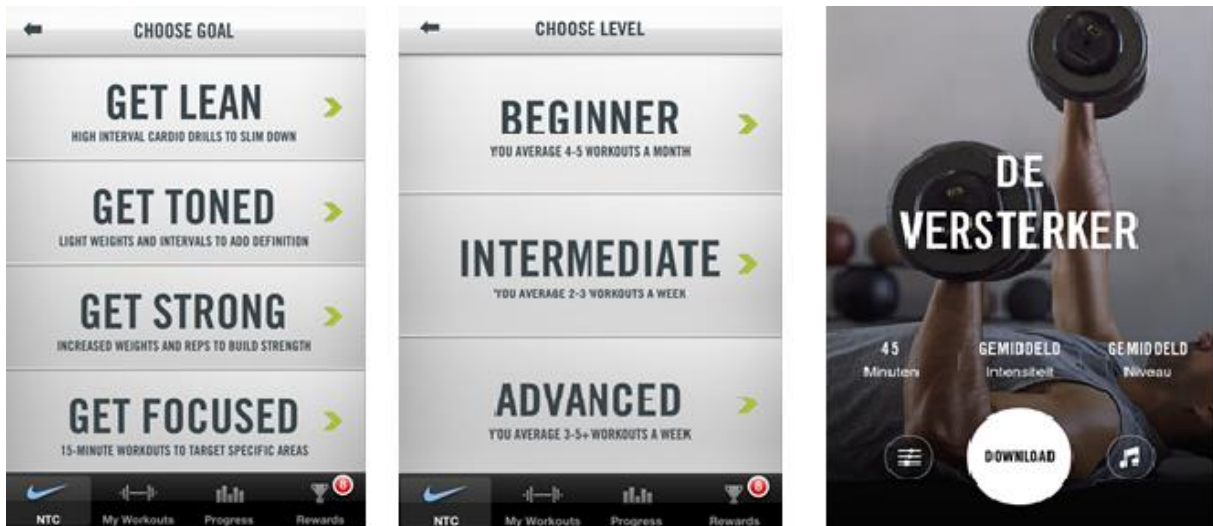 CHOOSE GOAL
GET LEAN
HIGH INTERVAL CARDIO DRILLS TO SLIM DOWN
GET TONED
LIGHT WEIGHTS AND INTERVALS TO ADD DEFINITION
GET STRONG
INCREASED WEIGHTS AND REPS TO BUILD STRENGTH
GET FOCUSED
15-MINUTE WORKOUTS TO TARGET SPECIFIC AREAS
NTC My Workouts Progress Rewards 8
CHOOSE LEVEL
BEGINNER
YOU AVERAGE 4-5 WORKOUTS A MONTH
INTERMEDIATE
YOU AVERAGE 2-3 WORKOUTS A WEEK
ADVANCED
YOU AVERAGE 3-5+ WORKOUTS A WEEK
NTC My Workouts Progress Rewards 8
DE
VERSTERKER
45 GEMIDDELD GEMIDDELD
Minuten Intensiteit Niveau
DOWNLOAD